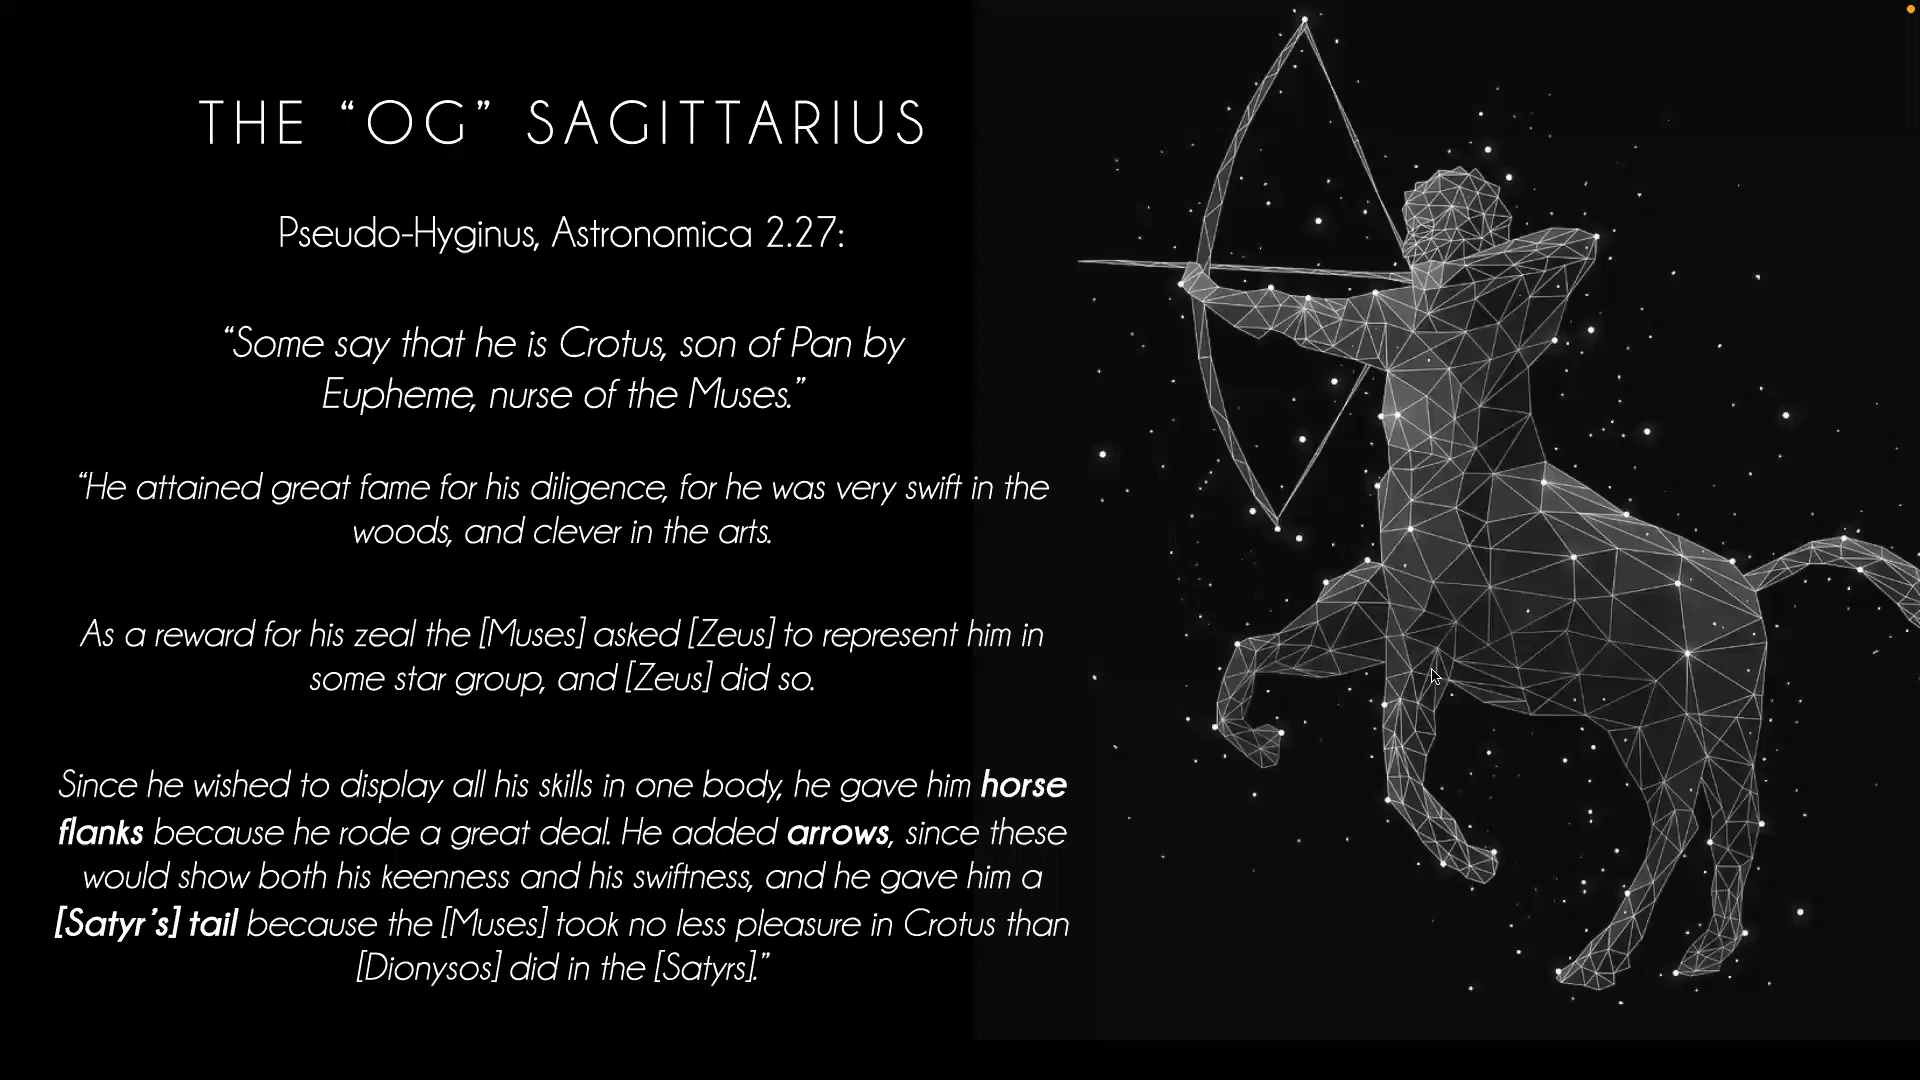 THE “OG” SAGITTARIUS
Pseudo-Hyginus, Astronomica 2.27:
“Some say that he is Crotus, son of Pan by
Eupheme, nurse of the Muses.”
“He attained great fame for his diligence, for he was very swift in the
woods, and clever in the arts.
As a reward for his zeal the [Muses] asked [Zeus] to represent him in
some star group, and [Zeus] did so.
Since he wished to display all his skills in one body, he gave him horse
flanks because he rode a great deal. He added arrows, since these
would show both his keenness and his swiftness, and he gave him a
[Satyr’s] tail because the [Muses] took no less pleasure in Crotus than
[Dionysos] did in the [Satyrs].”